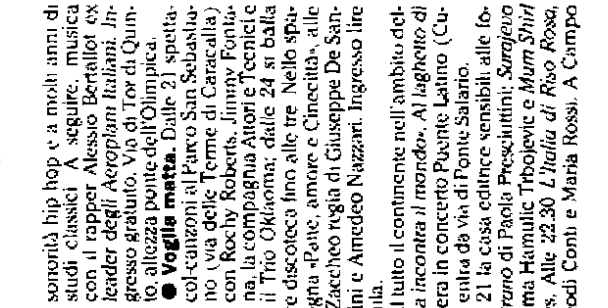 sonorità hip hop e a molti anni di
studi classici A seguire, musica
con il rapper Alessio Bertallot ex
leader degli Aeroplani Italiani. In-
gresso gratuito. Via di Tor di Quin-
to, altezza ponte dell'Olimpica.
● Voglia matta. Dalle 21 spetta-
col-canzoni al Parco San Sebastia-
no (via delle Terme di Caracalla)
con Rocky Roberts, Jimmy Fonta-
na, la compagnia Attori e Tecnici e
il Trio Oklaoma; dalle 24 si balla
e discoteca fino alle tre. Nello spa-
gna «Pane, amore e Cinecittà», alle
Zaccheo regia di Giuseppe De San-
ini e Amedeo Nazzari. Ingresso lire
ula.
l tutto il continente nell'ambito del-
a incontra il mondo». Al laghetto di
era in concerto Puente Latino (Cu-
entra da via di Ponte Salario.
21 la casa editrice sensibili alle fo-
rano di Paola Presciuttini; Sarajevo
ma Hamulic Trbojevic e Mum Shirl
s. Alle 22.30 L'Italia di Riso Rosa,
edi Conti e Maria Rossi. A Campo